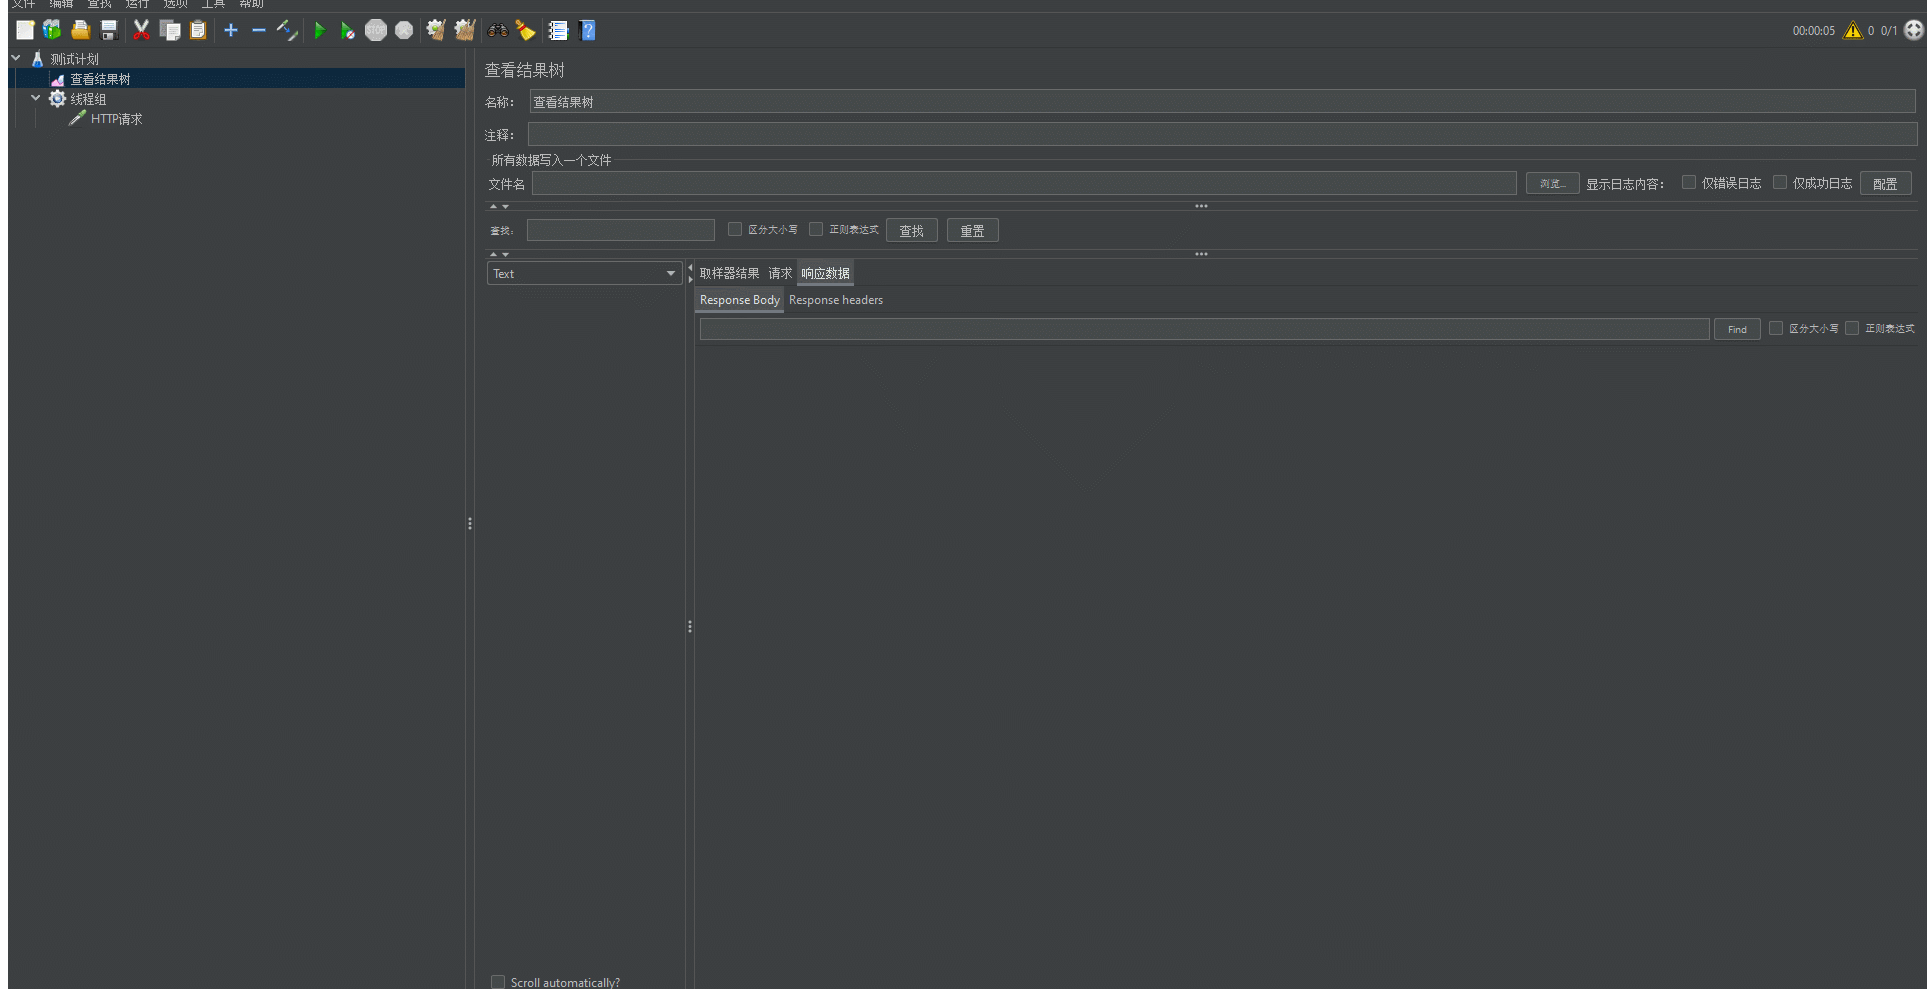 文件 编辑 查找 运行 选项 工具 帮助
STOP
00:00:05 0 0/1
测试计划
查看结果树
线程组
HTTP请求
查看结果树
名称： 查看结果树
注释：
所有数据写入一个文件
文件名 浏览... 显示日志内容： 仅错误日志 仅成功日志 配置
查找： 区分大小写 正则表达式 查找 重置
Text
取样器结果 请求 响应数据
Response Body Response headers
Find 区分大小写 正则表达式
Scroll automatically?